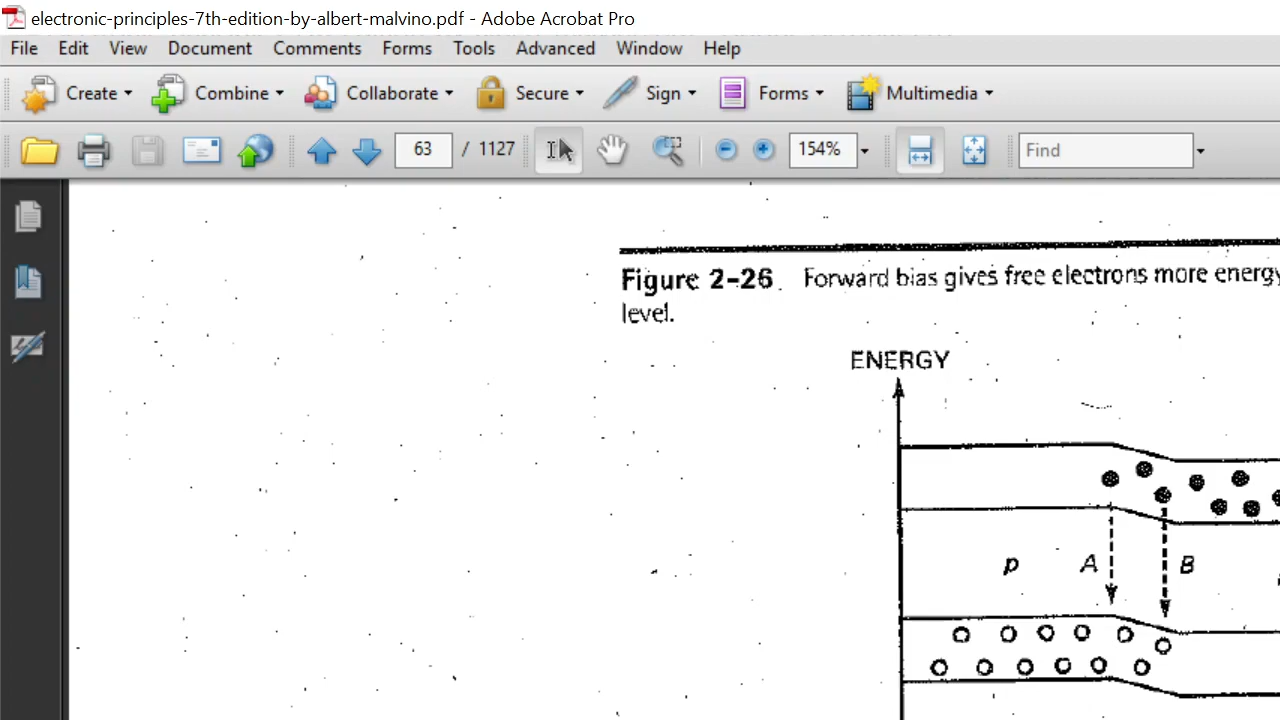 electronic-principles-7th-edition-by-albert-malvino.pdf - Adobe Acrobat Pro
File Edit View Document Comments Forms Tools Advanced Window Help
Create Combine Collaborate Secure Sign Forms Multimedia
63 / 1127 154% Find
Figure 2-26 Forward bias gives free electrons more energy
level.
ENERGY
p A B